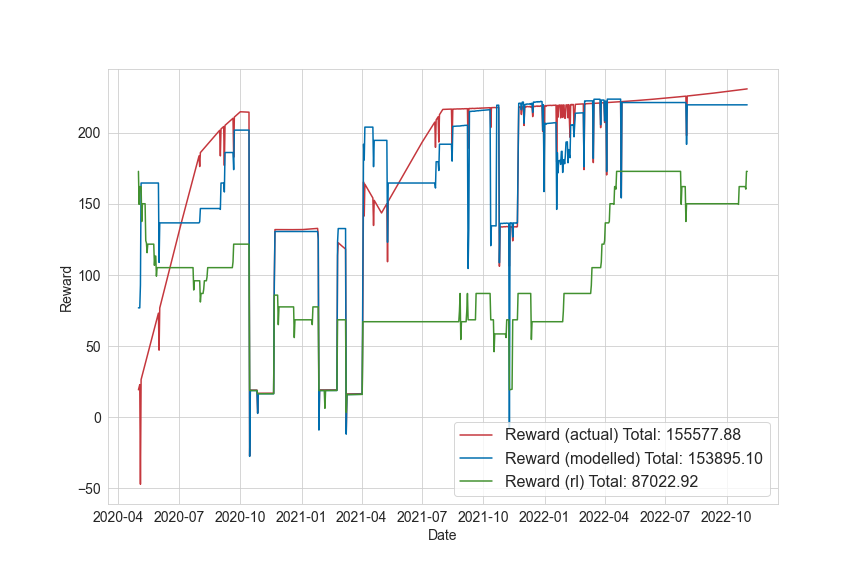 Reward
200
150
100
50
0
−50
2020-04 2020-07 2020-10 2021-01 2021-04 2021-07 2021-10 2022-01 2022-04 2022-07 2022-10
Date
Reward (actual) Total: 155577.88
Reward (modelled) Total: 153895.10
Reward (rl) Total: 87022.92